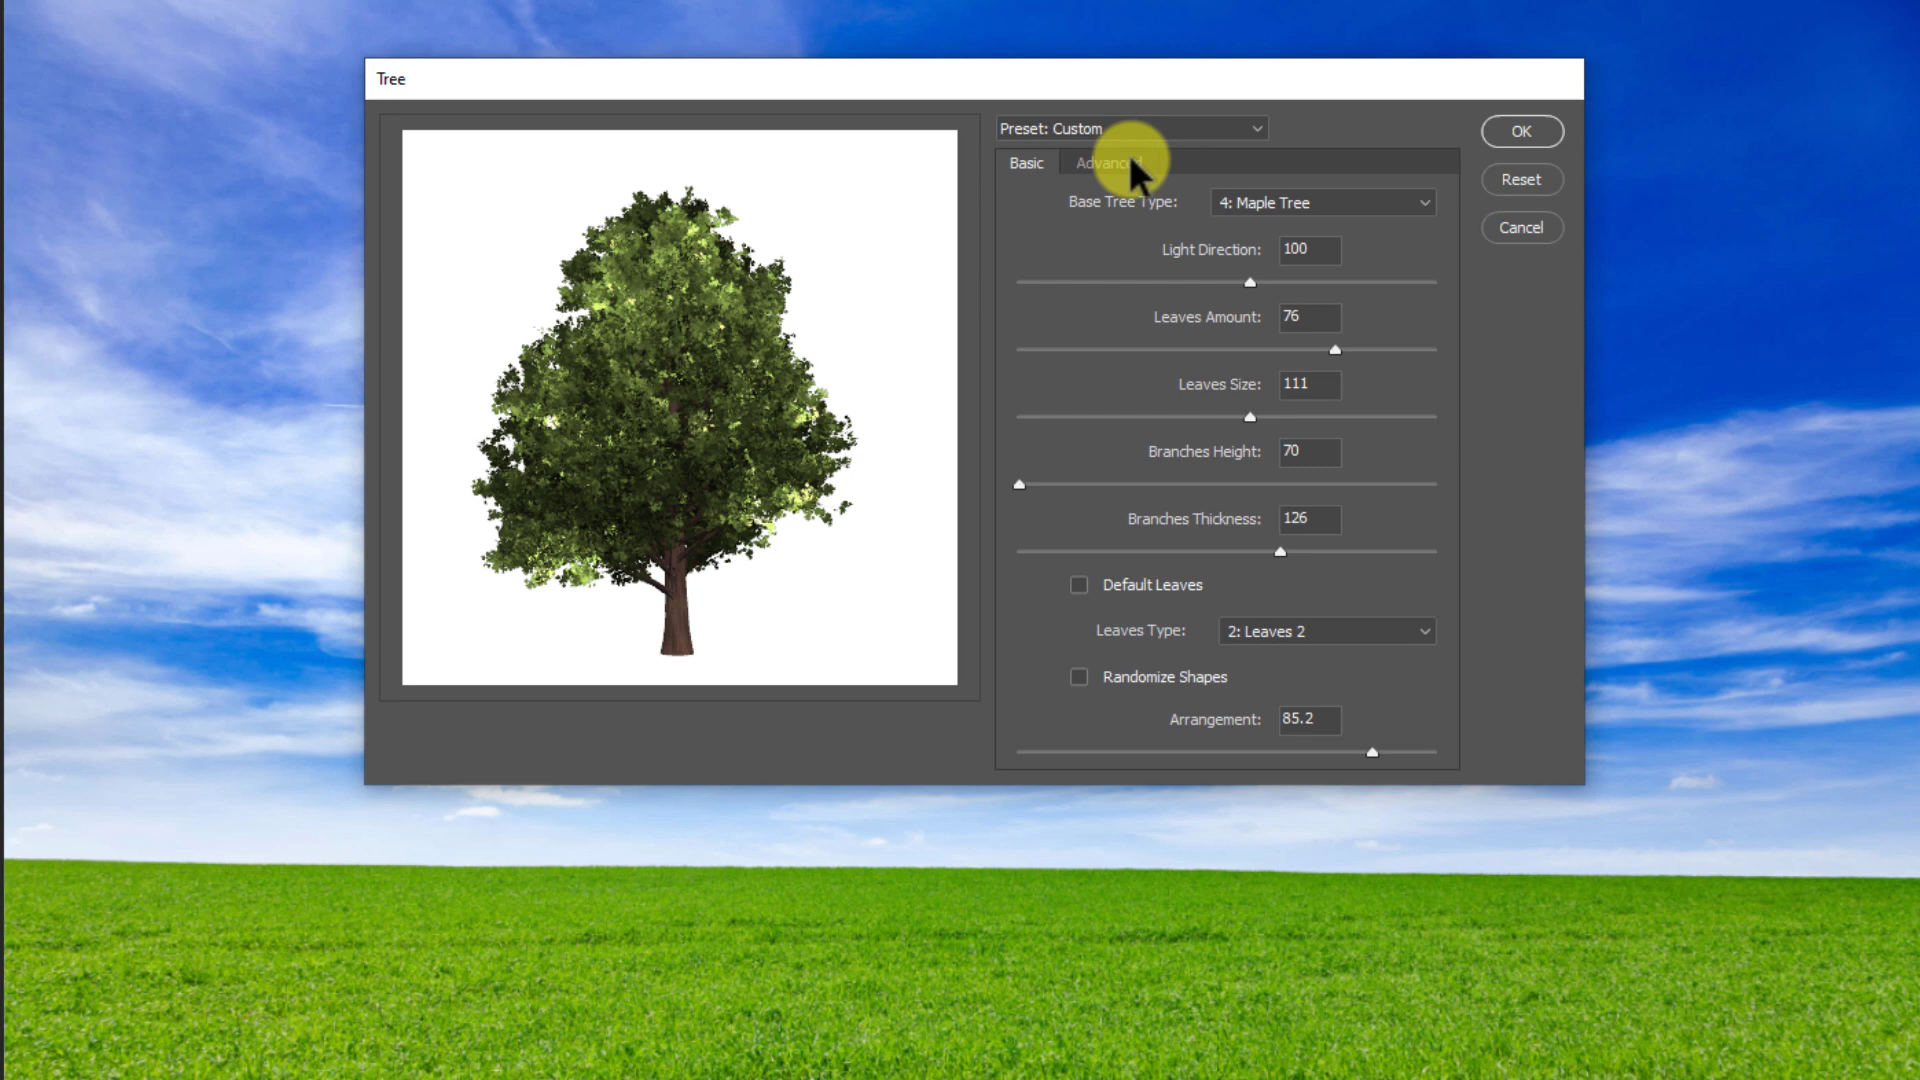 Tree
Preset: Custom
OK
Basic
Advanced
Reset
Base Tree Type:
4: Maple Tree
Cancel
Light Direction:
100
Leaves Amount:
76
Leaves Size:
111
Branches Height:
70
Branches Thickness:
126
Default Leaves
Leaves Type:
2: Leaves 2
Randomize Shapes
Arrangement:
85.2